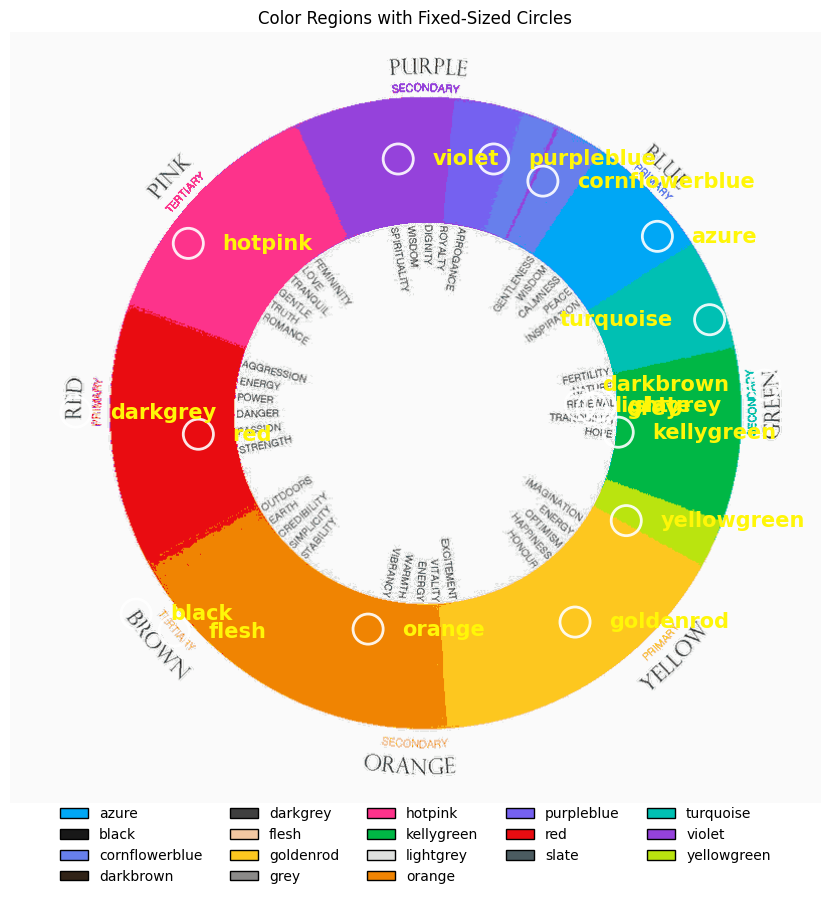 Color Regions with Fixed-Sized Circles
PURPLE
SECONDARY
PINK
TERTIARY
BLUE
PRIMARY
violet
purpleblue
cornflowerblue
hotpink
azure
turquoise
SPIRITUALITY
WISDOM
DIGNITY
ROYALTY
ARROGANCE
FEMININITY
LOVE
TRANQUIL
GENTLE
TRUTH
ROMANCE
GENTLENESS
WISDOM
CALMNESS
PEACE
INSPIRATION
RED
PRIMARY
AGGRESSION
ENERGY
POWER
DANGER
PASSION
STRENGTH
darkgrey
red
FERTILITY
NATURE
RENEWAL
TRANQUILITY
HOPE
darkbrown
lightgrey
grey
kellygreen
SECONDARY
GREEN
OUTDOORS
EARTH
CREDIBILITY
SIMPLICITY
STABILITY
IMAGINATION
ENERGY
OPTIMISM
HAPPINESS
HONOUR
yellowgreen
VIBRANCY
WARMTH
ENERGY
VITALITY
EXCITEMENT
black
flesh
orange
goldenrod
TERTIARY
BROWN
PRIMAR
YELLOW
SECONDARY
ORANGE
azure
darkgrey
hotpink
purpleblue
turquoise
black
flesh
kellygreen
red
violet
cornflowerblue
goldenrod
lightgrey
slate
yellowgreen
darkbrown
grey
orange